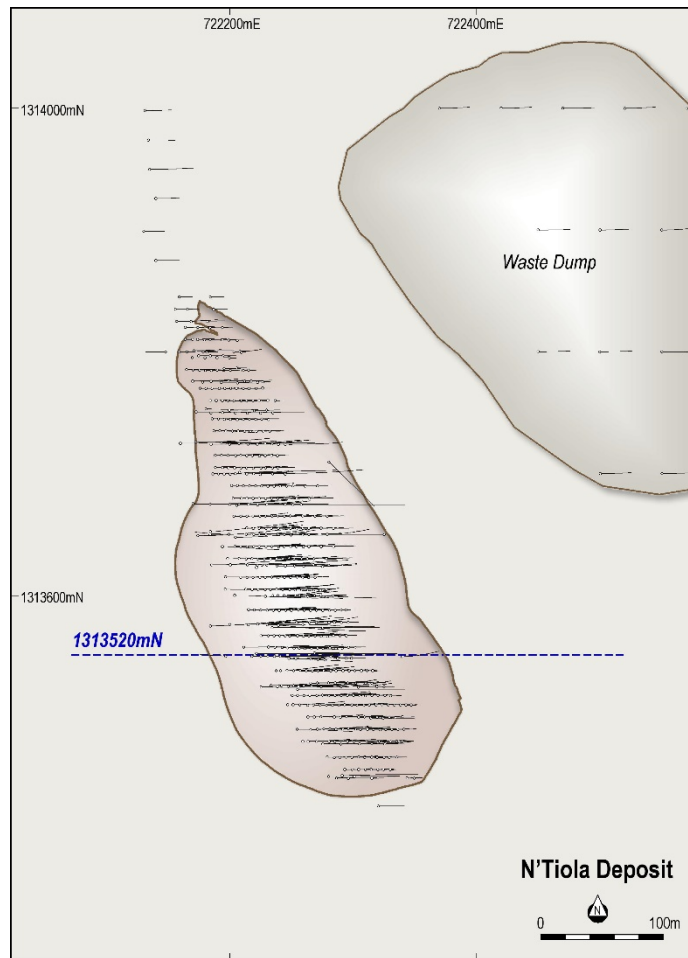 722200mE
722400mE
1314000mN
Waste Dump
1313600mN
1313520mN
N'Tiola Deposit
N
0
100m